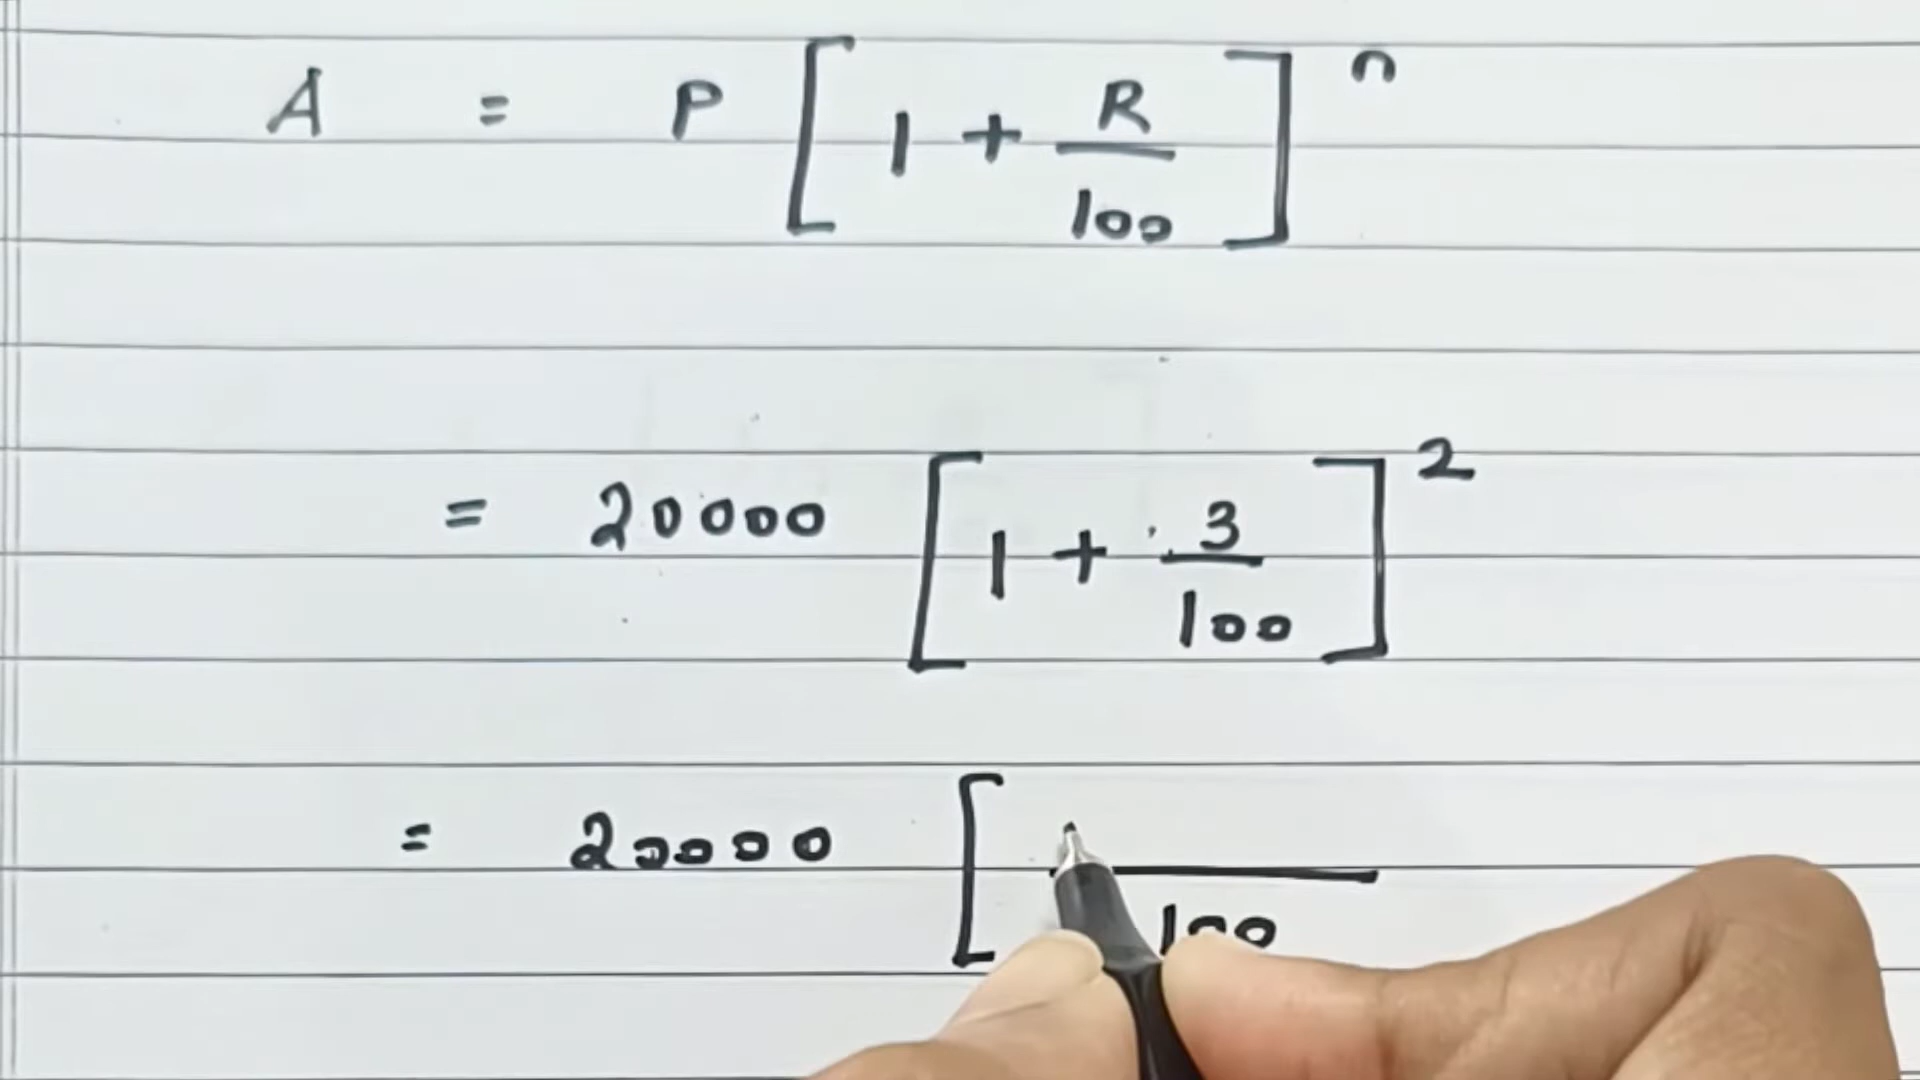 A = P [ 1 + R/100 ]^n
= 20000 [ 1 + 3/100 ]^2
= 20000 [ /100